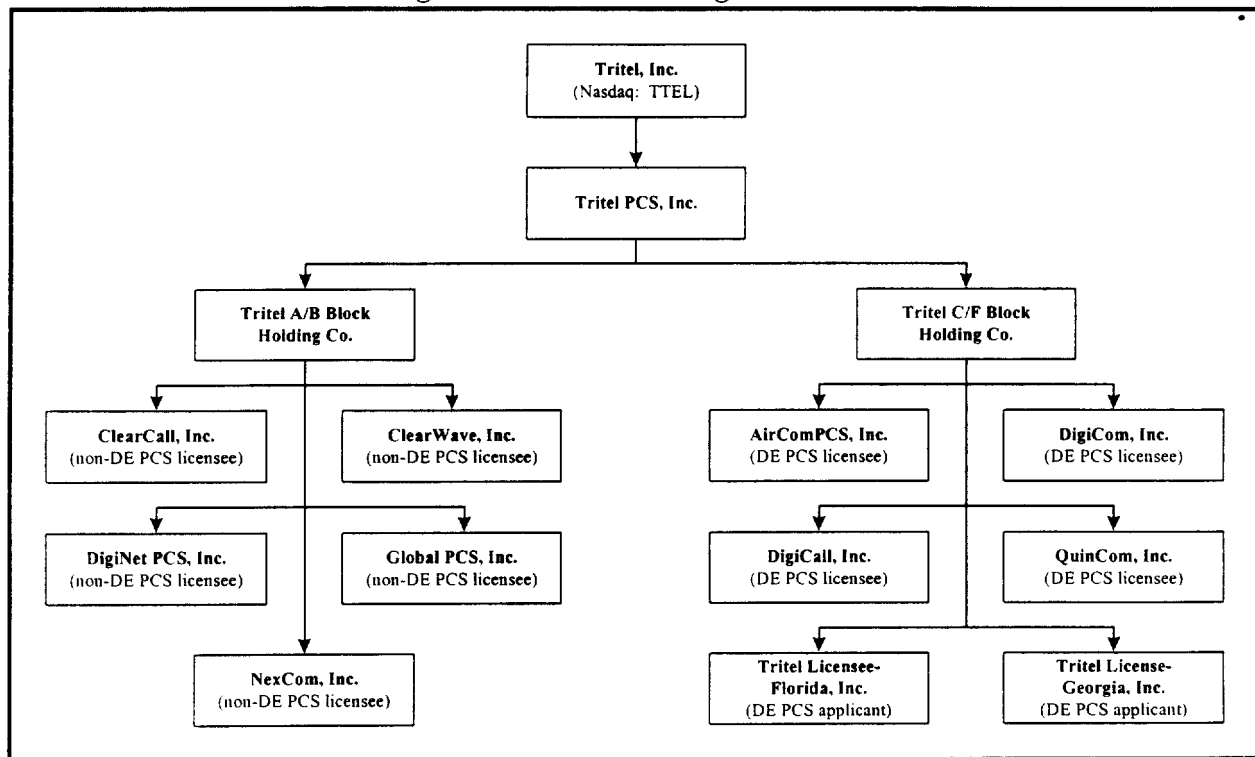 Tritel, Inc.
(Nasdaq: TTEL)
Tritel PCS, Inc.
Tritel A/B Block
Holding Co.
Tritel C/F Block
Holding Co.
ClearCall, Inc.
(non-DE PCS licensee)
ClearWave, Inc.
(non-DE PCS licensee)
AirComPCS, Inc.
(DE PCS licensee)
DigiCom, Inc.
(DE PCS licensee)
DigiNet PCS, Inc.
(non-DE PCS licensee)
Global PCS, Inc.
(non-DE PCS licensee)
DigiCall, Inc.
(DE PCS licensee)
QuinCom, Inc.
(DE PCS licensee)
NexCom, Inc.
(non-DE PCS licensee)
Tritel Licensee-
Florida, Inc.
(DE PCS applicant)
Tritel License-
Georgia, Inc.
(DE PCS applicant)